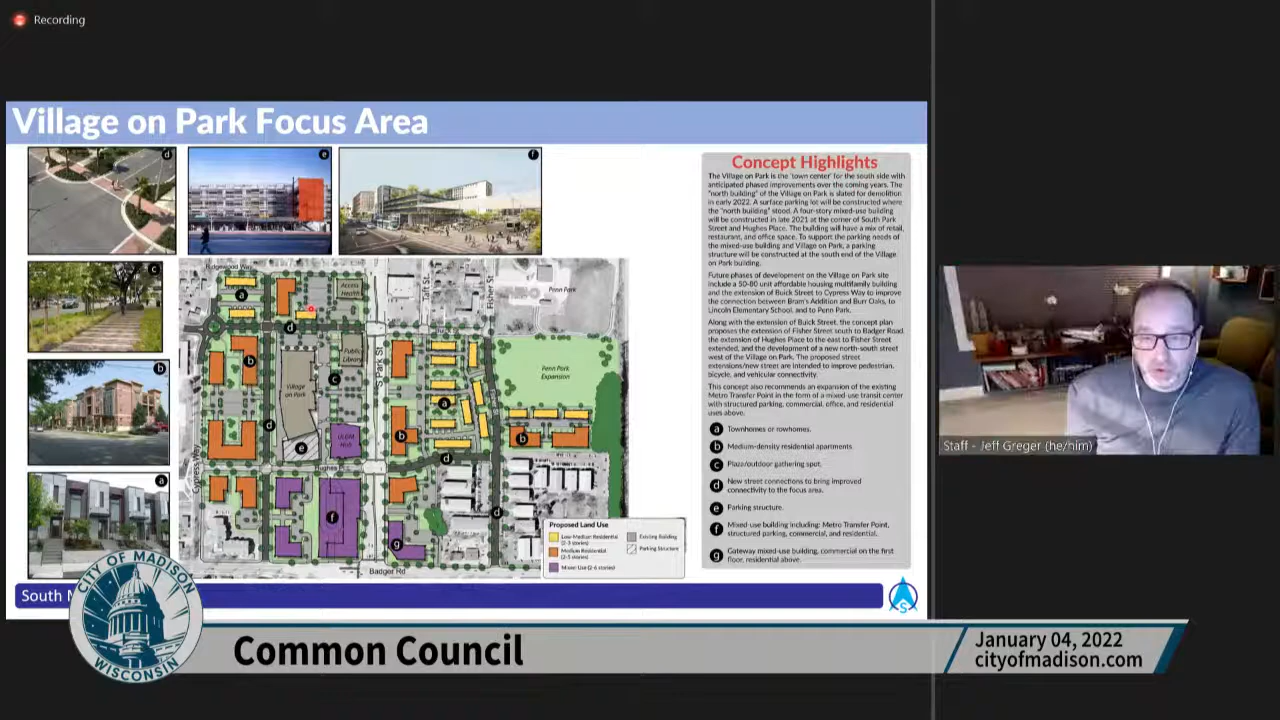 Recording
Village on Park Focus Area
d
e
f
c
b
a
Ridgewood Way
Access Health
Fisher St
Penn Park
a
d
b
Public Library
c
S Park St
Village on Park
a
Penn Park Expansion
d
e
ULGM Hub
b
b
d
Cypress Way
Hughes Pl
f
d
g
Badger Rd
Proposed Land Use
Low-Medium Residential (2-3 stories)
Existing Building
Medium Residential (2-5 stories)
Parking Structure
Mixed Use (2-6 stories)
Concept Highlights
The Village on Park is the 'town center' for the south side with
anticipated phased improvements over the coming years. The
"north building" of the Village on Park is slated for demolition
in early 2022. A surface parking lot will be constructed where
the "north building" stood. A four-story mixed-use building
will be constructed in late 2021 at the corner of South Park
Street and Hughes Place. The building will have a mix of retail,
restaurant, and office space. To support the parking needs of
the mixed-use building and Village on Park, a parking
structure will be constructed at the south end of the Village
on Park building.
Future phases of development on the Village on Park site
include a 50-80 unit affordable housing multifamily building
and the extension of Buick Street to Cypress Way to improve
the connection between Bram's Addition and Burr Oaks, to
Lincoln Elementary School, and to Penn Park.
Along with the extension of Buick Street, the concept plan
proposes the extension of Fisher Street south to Badger Road,
the extension of Hughes Place to the east to Fisher Street
extended, and the development of a new north-south street
west of the Village on Park. The proposed street
extensions/new street are intended to improve pedestrian,
bicycle, and vehicular connectivity.
This concept also recommends an expansion of the existing
Metro Transfer Point in the form of a mixed-use transit center
with structured parking, commercial, office, and residential
uses above.
a Townhomes or rowhomes.
b Medium-density residential apartments.
c Plaza/outdoor gathering spot.
d New street connections to bring improved
connectivity to the focus area.
e Parking structure.
f Mixed-use building including: Metro Transfer Point,
structured parking, commercial, and residential.
g Gateway mixed-use building, commercial on the first
floor, residential above.
South
S
Staff - Jeff Greger (he/him)
CITY OF MADISON
WISCONSIN
Common Council
January 04, 2022
cityofmadison.com